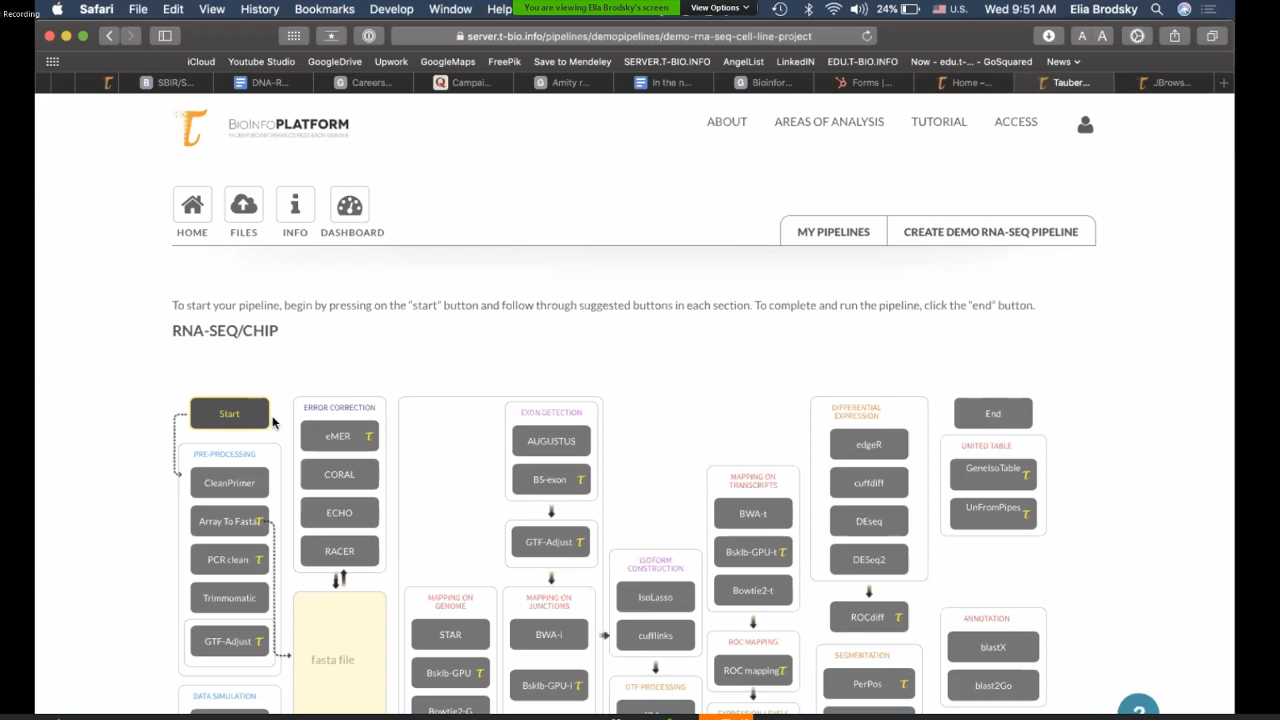 Recording
Safari File Edit View History Bookmarks Develop Window Help
You are viewing Elia Brodsky's screen View Options
24% U.S. Wed 9:51 AM Elia Brodsky
server.t-bio.info/pipelines/demopipelines/demo-rna-seq-cell-line-project
A A
iCloud Youtube Studio GoogleDrive Upwork GoogleMaps FreePik Save to Mendeley SERVER.T-BIO.INFO AngelList LinkedIn EDU.T-BIO.INFO Now - edu.t-... - GoSquared News
SBIR/S DNA-R... Careers... Campai... Amity r... In the n... Bioinfor... Forms |... Home –... Tauber... JBrows...
BIOINFOPLATFORM
TAUBER BIOINFORMATICS RESEARCH CENTER
ABOUT AREAS OF ANALYSIS TUTORIAL ACCESS
HOME FILES INFO DASHBOARD
MY PIPELINES CREATE DEMO RNA-SEQ PIPELINE
To start your pipeline, begin by pressing on the "start" button and follow through suggested buttons in each section. To complete and run the pipeline, click the "end" button.
RNA-SEQ/CHIP
Start
PRE-PROCESSING
CleanPrimer
Array To Fasta
PCR clean
Trimmomatic
GTF-Adjust
DATA SIMULATION
ERROR CORRECTION
eMER
CORAL
ECHO
RACER
fasta file
MAPPING ON
GENOME
STAR
Bsklb-GPU
Bowtie2-G
EXON DETECTION
AUGUSTUS
BS-exon
GTF-Adjust
MAPPING ON
JUNCTIONS
BWA-i
Bsklb-GPU-i
ISOFORM
CONSTRUCTION
IsoLasso
cufflinks
GTF PROCESSING
MAPPING ON
TRANSCRIPTS
BWA-t
Bsklb-GPU-t
Bowtie2-t
ROC MAPPING
ROC mapping
EXPRESSION LEVELS
DIFFERENTIAL
EXPRESSION
edgeR
cuffdiff
DEseq
DESeq2
ROCdiff
SEGMENTATION
PerPos
End
UNITED TABLE
GeneIsoTable
UnFromPipes
ANNOTATION
blastX
blast2Go
?